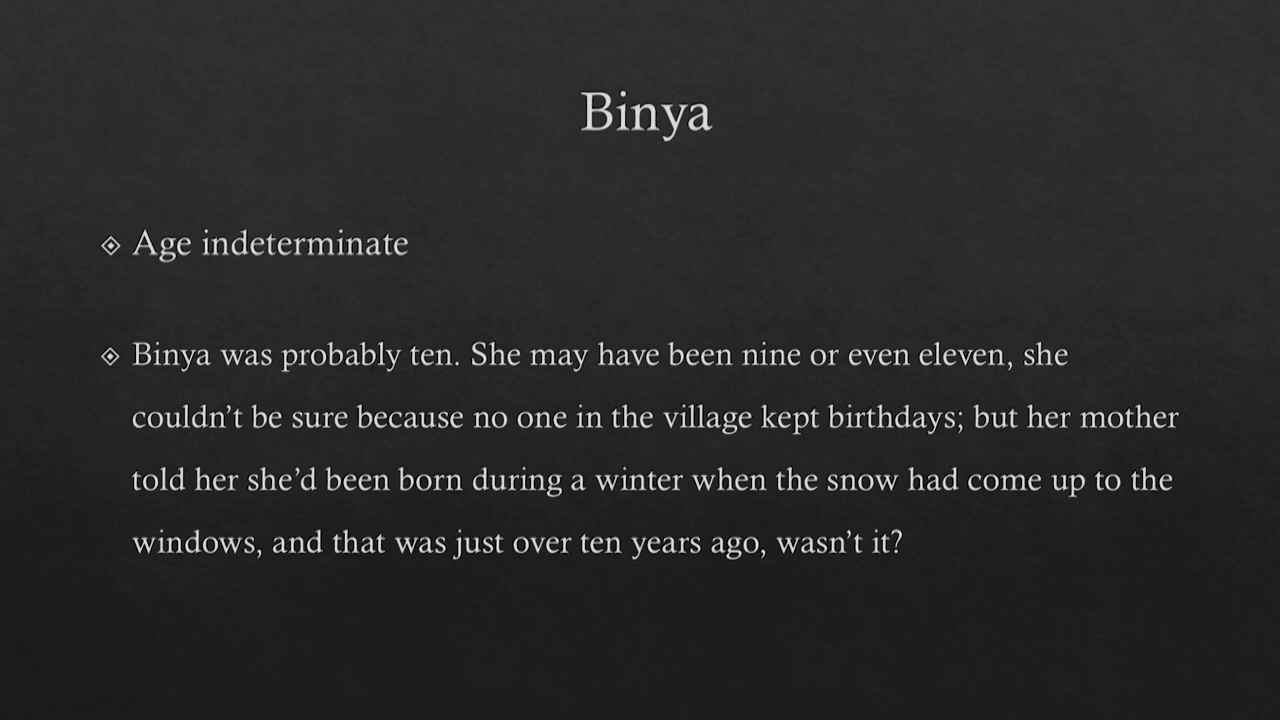 Binya
Age indeterminate
Binya was probably ten. She may have been nine or even eleven, she
couldn’t be sure because no one in the village kept birthdays; but her mother
told her she’d been born during a winter when the snow had come up to the
windows, and that was just over ten years ago, wasn’t it?